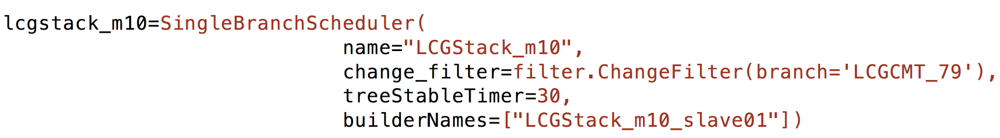 lcgstack_m10=SingleBranchScheduler(
name="LCGStack_m10",
change_filter=filter.ChangeFilter(branch='LCGCMT_79'),
treeStableTimer=30,
builderNames=["LCGStack_m10_slave01"])